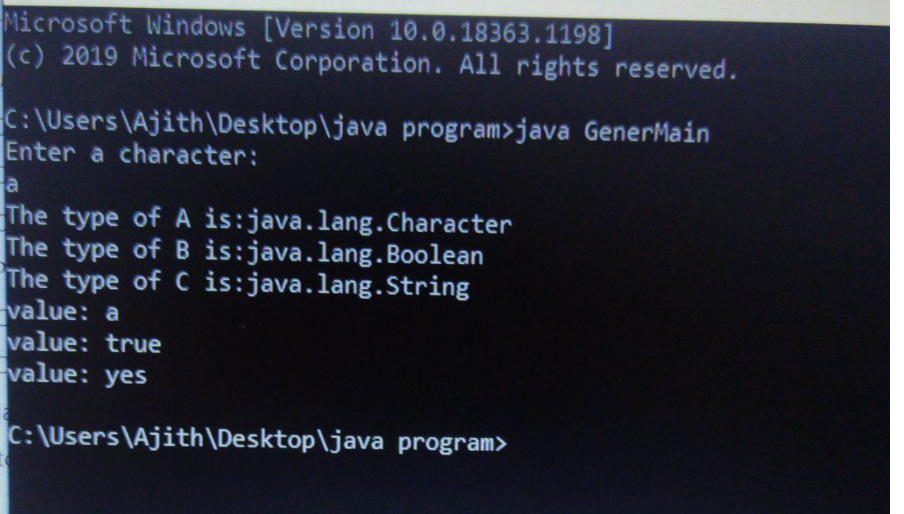 Microsoft Windows [Version 10.0.18363.1198]
(c) 2019 Microsoft Corporation. All rights reserved.
C:\Users\Ajith\Desktop\java program>java GenerMain
Enter a character:
a
The type of A is:java.lang.Character
The type of B is:java.lang.Boolean
The type of C is:java.lang.String
value: a
value: true
value: yes
C:\Users\Ajith\Desktop\java program>